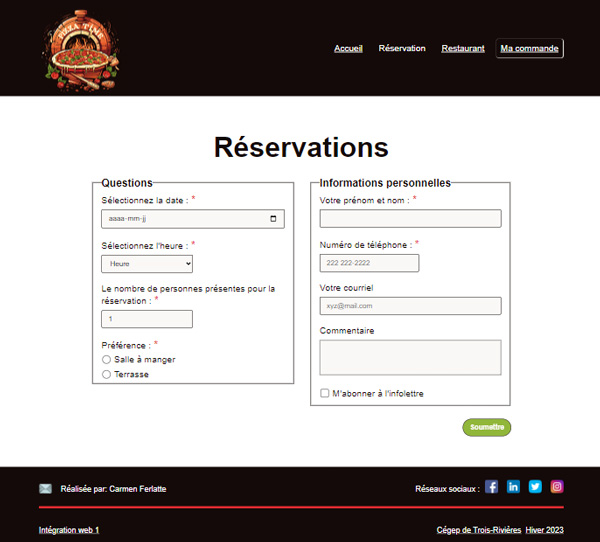 PIZZA TIME
Accueil Réservation Restaurant Ma commande
Réservations
Questions
Sélectionnez la date : *
aaaa-mm-jj
Sélectionnez l'heure : *
Heure
Le nombre de personnes présentes pour la
réservation : *
1
Préférence : *
Salle à manger
Terrasse
Informations personnelles
Votre prénom et nom : *
Numéro de téléphone : *
222 222-2222
Votre courriel
xyz@mail.com
Commentaire
M'abonner à l'infolettre
Soumettre
Réalisée par: Carmen Ferlatte
Réseaux sociaux :
Intégration web 1
Cégep de Trois-Rivières Hiver 2023